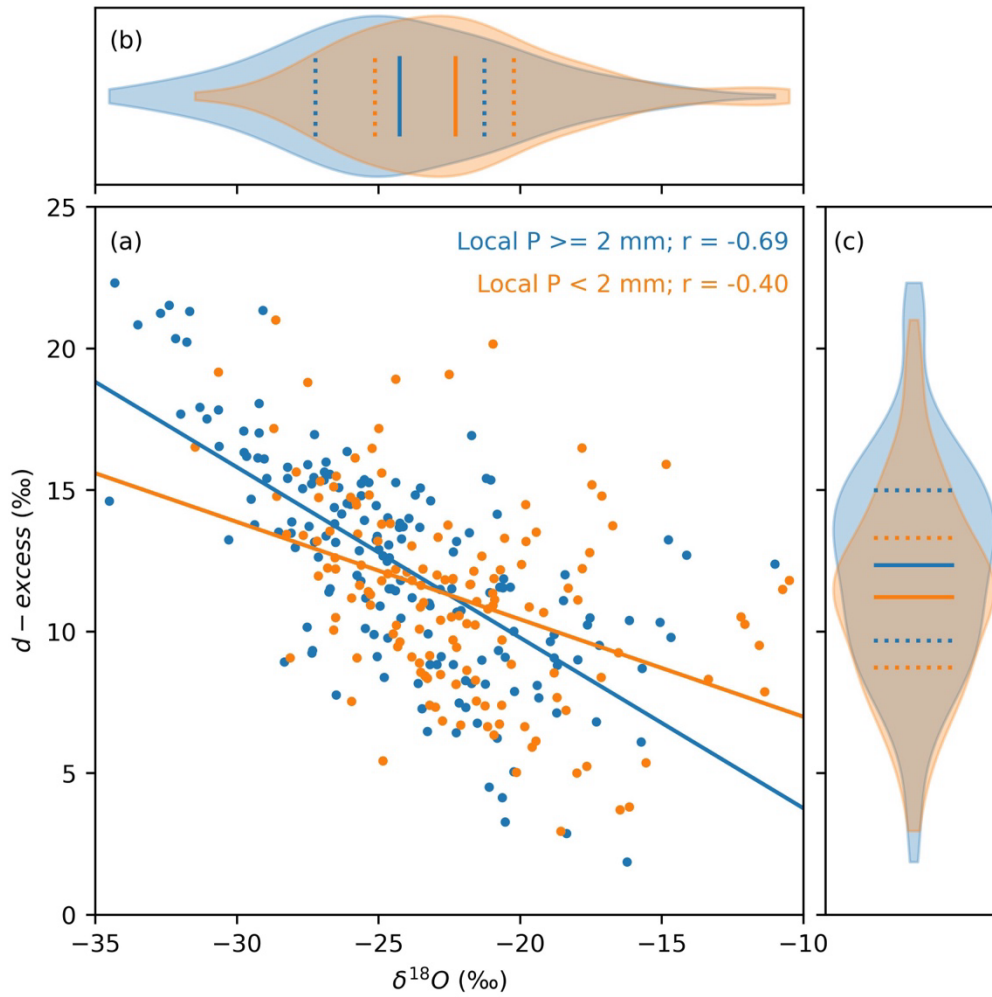 (b)
25
(a)
Local P >= 2 mm; r = -0.69
Local P < 2 mm; r = -0.40
(c)
20
15
10
5
0
d − excess (‰)
−35 −30 −25 −20 −15 −10
δ¹⁸O (‰)